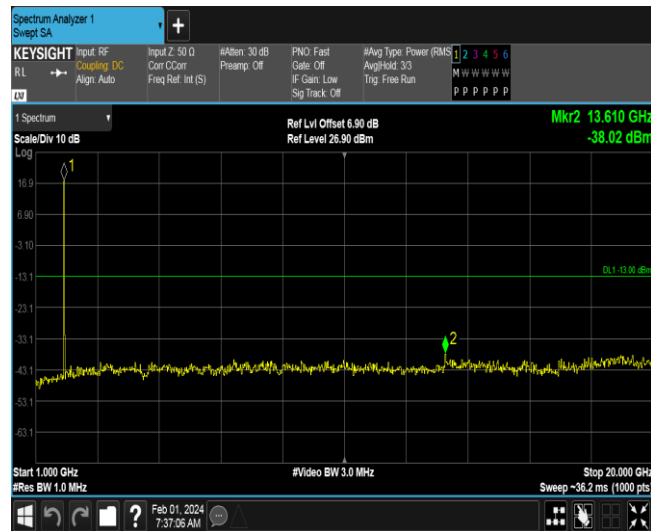 Spectrum Analyzer 1
Swept SA
+
KEYSIGHT
RL
LXI
Input: RF
Coupling: DC
Align: Auto
Input Z: 50 Ω
Corr CCorr
Freq Ref: Int (S)
#Atten: 30 dB
Preamp: Off
PNO: Fast
Gate: Off
IF Gain: Low
Sig Track: Off
#Avg Type: Power (RMS
Avg|Hold: 3/3
Trig: Free Run
1 2 3 4 5 6
M W W W W W
P P P P P P
1 Spectrum
Scale/Div 10 dB
Log
Ref Lvl Offset 6.90 dB
Ref Level 26.90 dBm
Mkr2 13.610 GHz
-38.02 dBm
1
16.9
6.90
-3.10
-13.1
DL1 -13.00 dBm
-23.1
-33.1
2
-43.1
-53.1
-63.1
Start 1.000 GHz
#Res BW 1.0 MHz
#Video BW 3.0 MHz
Stop 20.000 GHz
Sweep ~36.2 ms (1000 pts)
?
Feb 01, 2024
7:37:06 AM